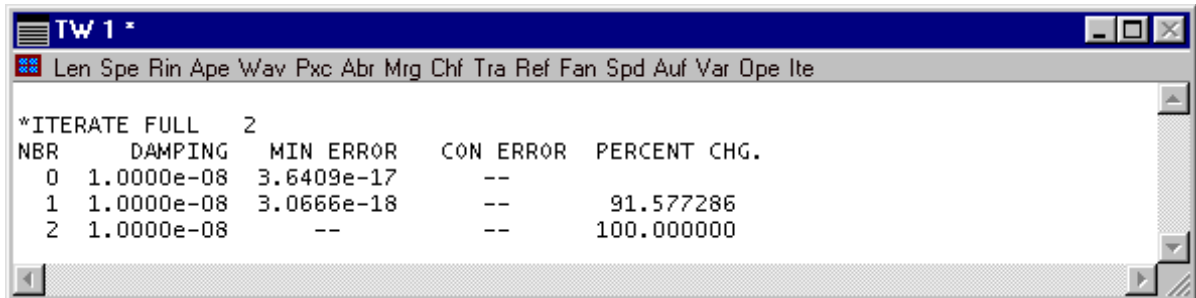 TW 1 *
Len Spe Rin Ape Wav Pxc Abr Mrg Chf Tra Ref Fan Spd Auf Var Ope Ite
*ITERATE FULL 2
NBR DAMPING MIN ERROR CON ERROR PERCENT CHG.
0 1.0000e-08 3.6409e-17 --
1 1.0000e-08 3.0666e-18 -- 91.577286
2 1.0000e-08 -- -- 100.000000